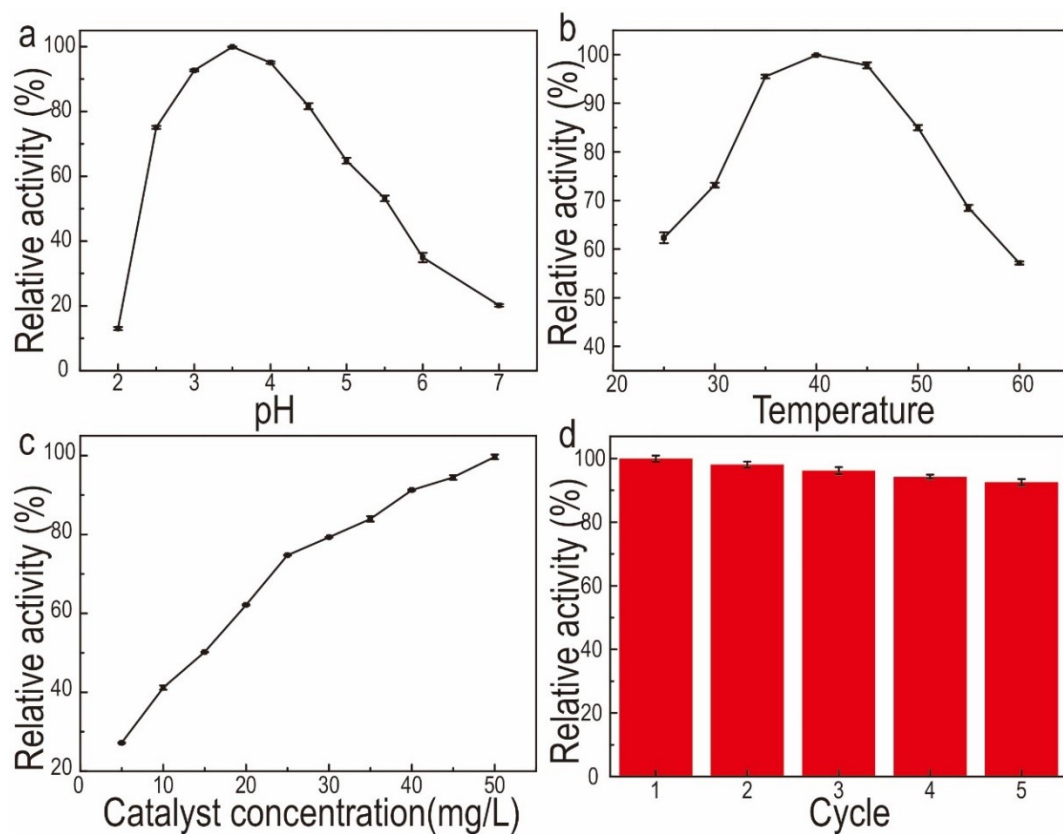 a
Relative activity (%)
100
80
60
40
20
0
2 3 4 5 6 7
pH
b
Relative activity (%)
100
90
80
70
60
50
40
20 30 40 50 60
Temperature
c
Relative activity (%)
100
80
60
40
20
0 10 20 30 40 50
Catalyst concentration(mg/L)
d
Relative activity (%)
100
80
60
40
20
0
1 2 3 4 5
Cycle